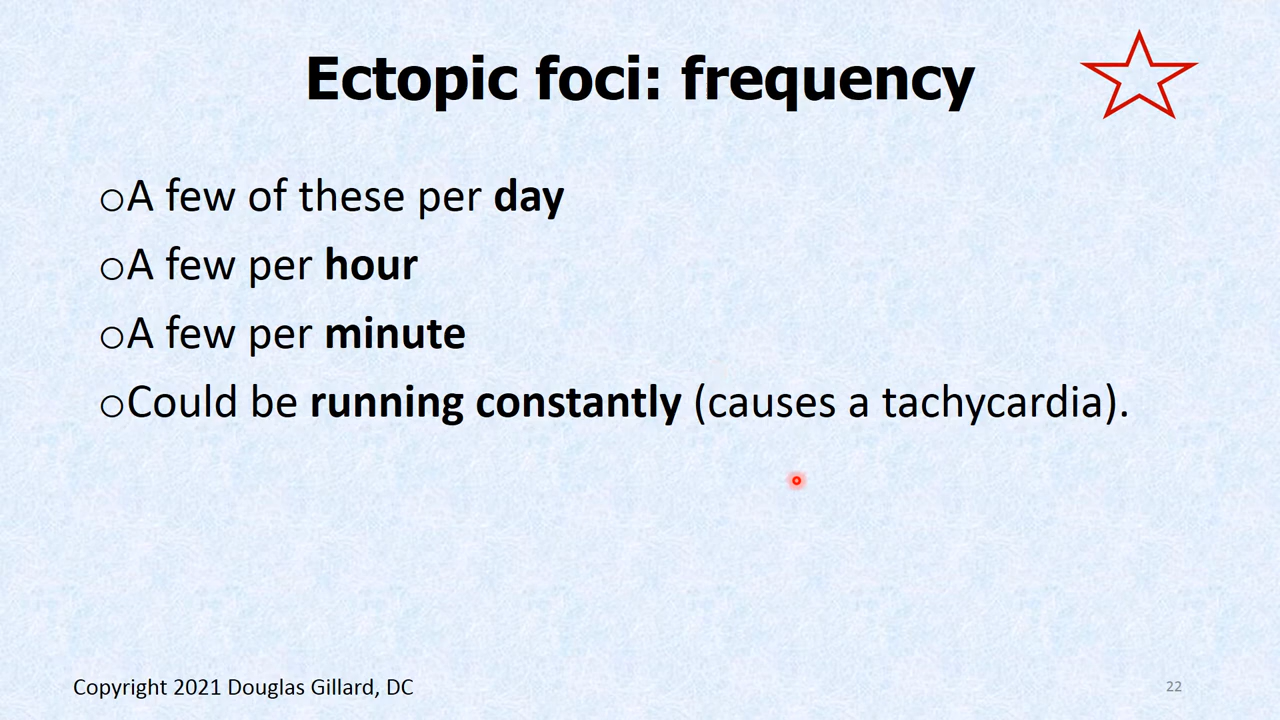 Ectopic foci: frequency
oA few of these per day
oA few per hour
oA few per minute
oCould be running constantly (causes a tachycardia).
Copyright 2021 Douglas Gillard, DC
22